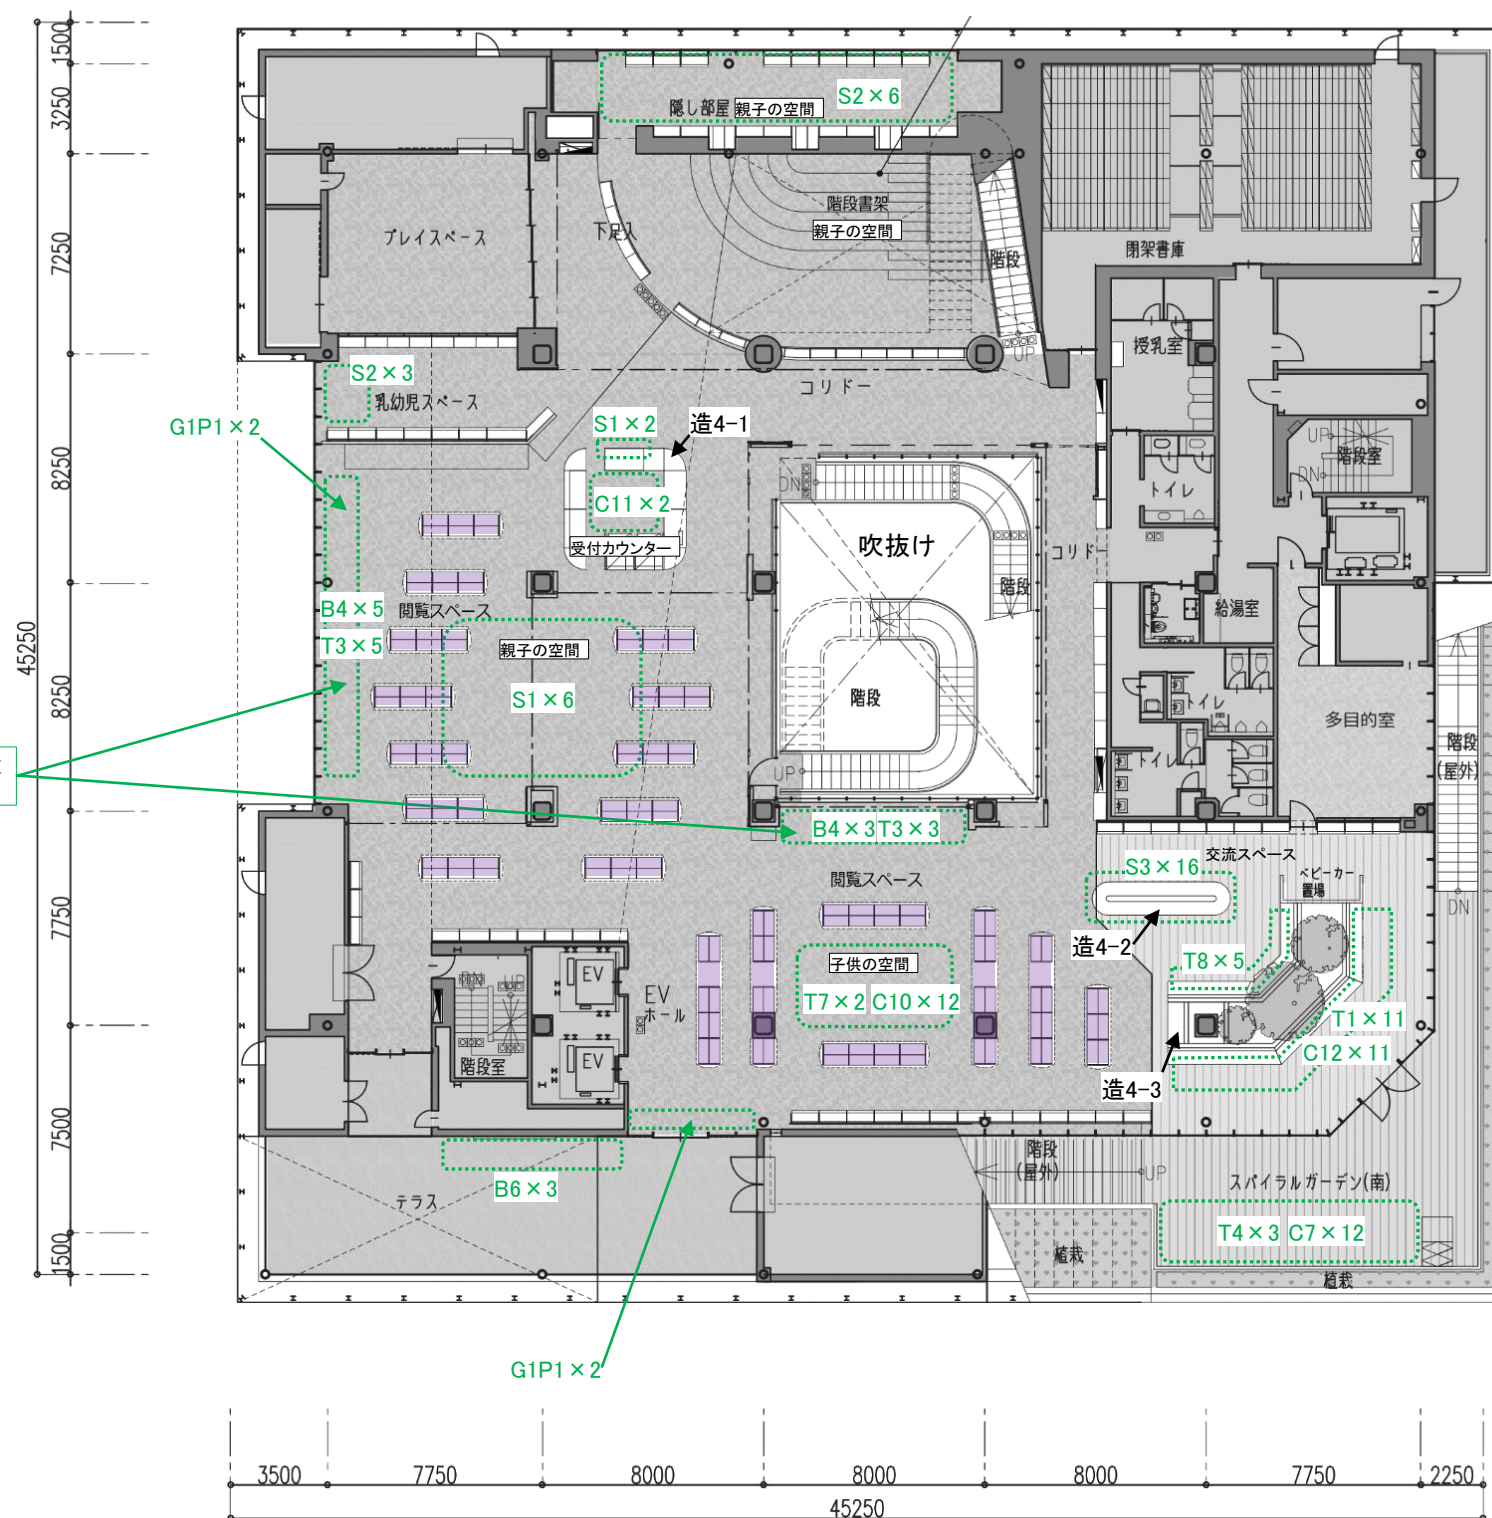 1500
3250
7250
8250
8250
7750
7500
1500
45250
隠し部屋
親子の空間
S2×6
プレイスペース
下足入
階段書架
親子の空間
階段
UP
閉架書庫
授乳室
S2×3
乳幼児スペース
G1P1×2
S1×2
造4-1
C11×2
受付カウンター
コリドー
DN
吹抜け
階段
コリドー
階段
UP
トイレ
UP
階段室
DN
給湯室
トイレ
トイレ
多目的室
階段
(屋外)
DN
B4×5
閲覧スペース
T3×5
親子の空間
S1×6
B4×3
T3×3
閲覧スペース
子供の空間
T7×2
C10×12
交流スペース
S3×16
ベビーカー
置場
造4-2
T8×5
T1×11
C12×11
造4-3
DN
UP
階段室
EV
EV
EV
ホール
B6×3
テラス
G1P1×2
階段
(屋外)
UP
スパイラルガーデン(南)
T4×3
C7×12
植栽
植栽
3500
7750
8000
8000
8000
7750
2250
45250